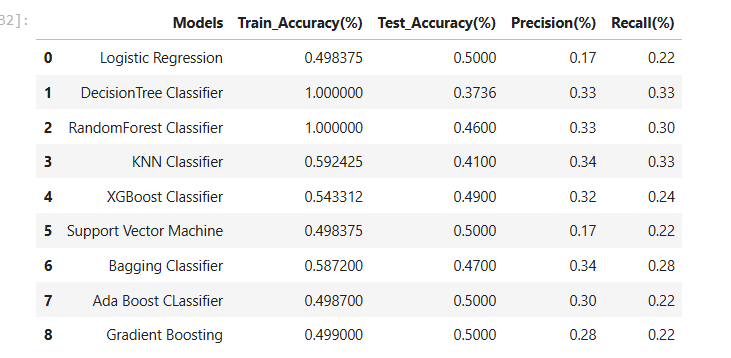 32]:
Models Train_Accuracy(%) Test_Accuracy(%) Precision(%) Recall(%)
0 Logistic Regression 0.498375 0.5000 0.17 0.22
1 DecisionTree Classifier 1.000000 0.3736 0.33 0.33
2 RandomForest Classifier 1.000000 0.4600 0.33 0.30
3 KNN Classifier 0.592425 0.4100 0.34 0.33
4 XGBoost Classifier 0.543312 0.4900 0.32 0.24
5 Support Vector Machine 0.498375 0.5000 0.17 0.22
6 Bagging Classifier 0.587200 0.4700 0.34 0.28
7 Ada Boost CLassifier 0.498700 0.5000 0.30 0.22
8 Gradient Boosting 0.499000 0.5000 0.28 0.22